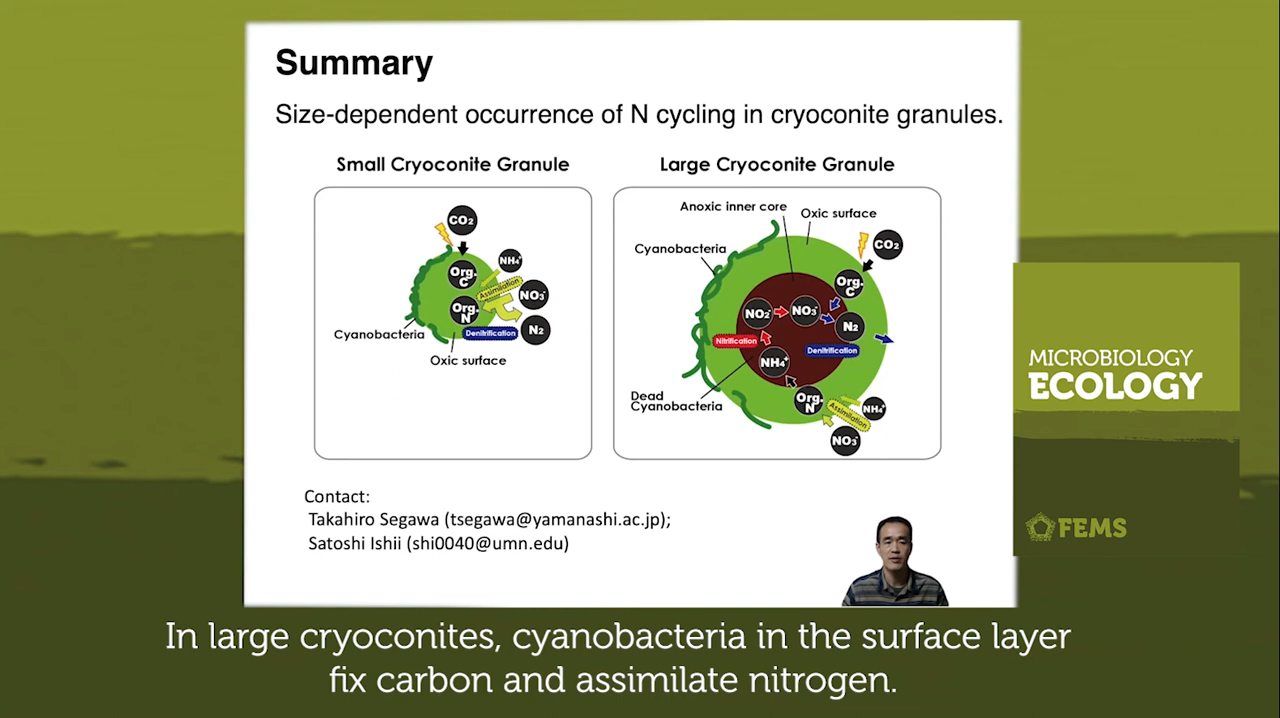 Summary
Size-dependent occurrence of N cycling in cryoconite granules.
Small Cryoconite Granule
CO₂
Org. C
NH₄⁺
Assimilation
NO₃⁻
Org. N
Denitrification
N₂
Cyanobacteria
Oxic surface
Large Cryoconite Granule
Anoxic inner core
Oxic surface
Cyanobacteria
CO₂
Org. C
NO₂⁻
NO₃⁻
N₂
Nitrification
Denitrification
NH₄⁺
Dead
Cyanobacteria
Org. N
Assimilation
NH₄⁺
NO₃⁻
Contact:
Takahiro Segawa (tsegawa@yamanashi.ac.jp);
Satoshi Ishii (shi0040@umn.edu)
MICROBIOLOGY
ECOLOGY
FEMS
In large cryoconites, cyanobacteria in the surface layer
fix carbon and assimilate nitrogen.